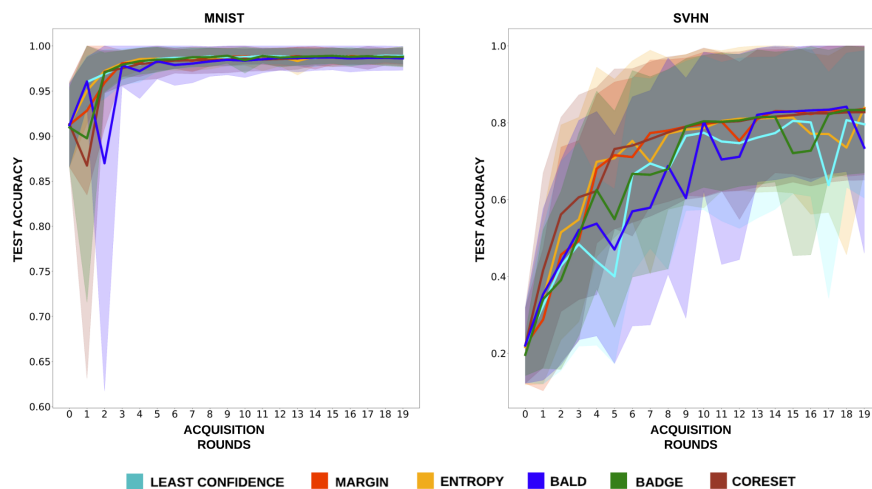 MNIST
TEST ACCURACY
1.00
0.95
0.90
0.85
0.80
0.75
0.70
0.65
0.60
0 1 2 3 4 5 6 7 8 9 10 11 12 13 14 15 16 17 18 19
ACQUISITION
ROUNDS
SVHN
TEST ACCURACY
1.0
0.8
0.6
0.4
0.2
0 1 2 3 4 5 6 7 8 9 10 11 12 13 14 15 16 17 18 19
ACQUISITION
ROUNDS
LEAST CONFIDENCE MARGIN ENTROPY BALD BADGE CORESET